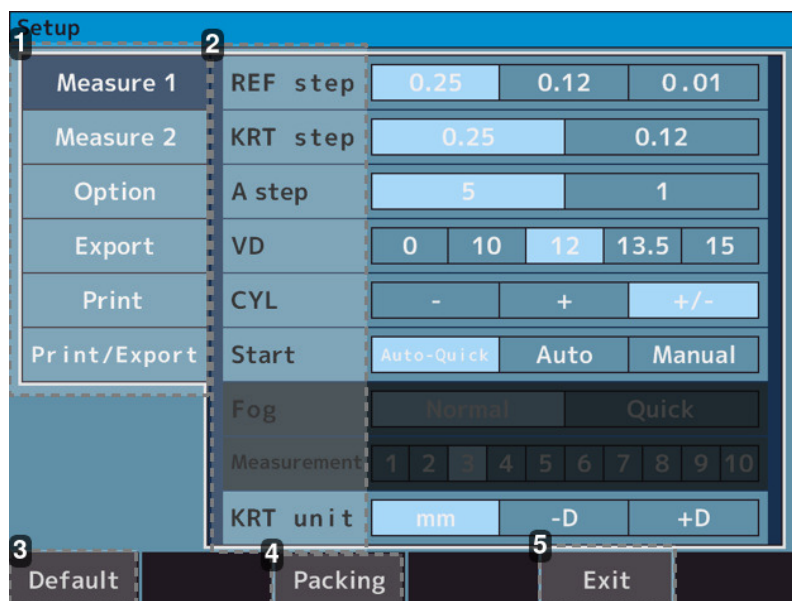 Setup
1
2
Measure 1
REF step 0.25 0.12 0.01
Measure 2
KRT step 0.25 0.12
Option
A step 5 1
Export
VD 0 10 12 13.5 15
Print
CYL - + +/-
Print/Export
Start Auto-Quick Auto Manual
Fog Normal Quick
Measurement 1 2 3 4 5 6 7 8 9 10
KRT unit mm -D +D
3
4
5
Default Packing Exit